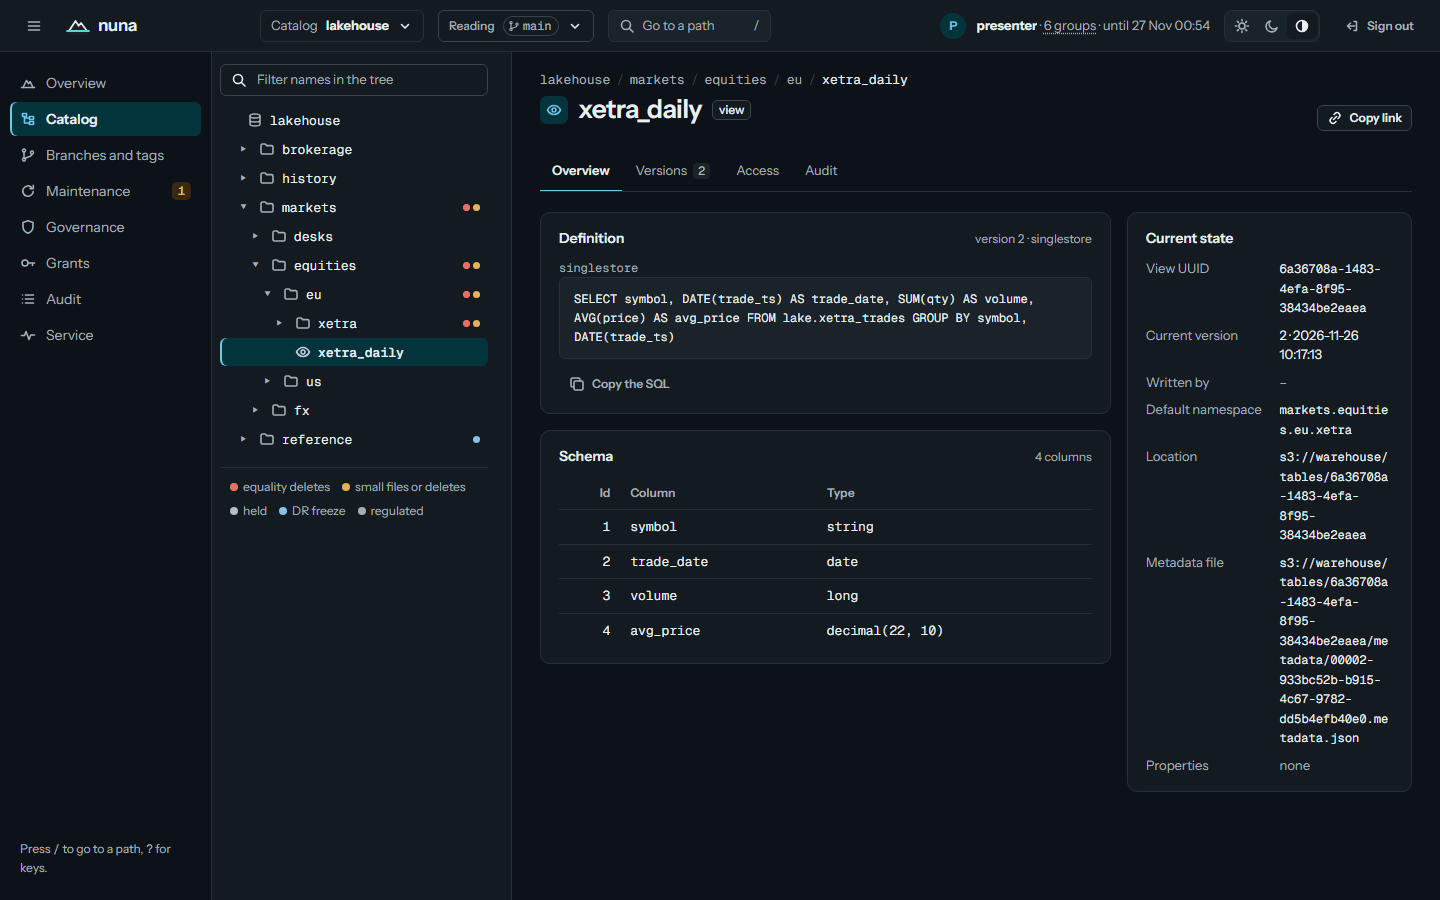 nuna
Catalog lakehouse
Reading main
Go to a path /
P presenter · 6 groups · until 27 Nov 00:54
Sign out
Overview
Catalog
Branches and tags
Maintenance 1
Governance
Grants
Audit
Service
Press / to go to a path, ? for
keys.
Filter names in the tree
lakehouse
brokerage
history
markets
desks
equities
eu
xetra
xetra_daily
us
fx
reference
equality deletes small files or deletes
held DR freeze regulated
lakehouse / markets / equities / eu / xetra_daily
xetra_daily view
Copy link
Overview Versions 2 Access Audit
Definition version 2 · singlestore
singlestore
SELECT symbol, DATE(trade_ts) AS trade_date, SUM(qty) AS volume,
AVG(price) AS avg_price FROM lake.xetra_trades GROUP BY symbol,
DATE(trade_ts)
Copy the SQL
Schema 4 columns
Id Column Type
1 symbol string
2 trade_date date
3 volume long
4 avg_price decimal(22, 10)
Current state
View UUID 6a36708a-1483-
4efa-8f95-
38434be2eaea
Current version 2 · 2026-11-26
10:17:13
Written by –
Default namespace markets.equitie
s.eu.xetra
Location s3://warehouse/
tables/6a36708a
-1483-4efa-
8f95-
38434be2eaea
Metadata file s3://warehouse/
tables/6a36708a
-1483-4efa-
8f95-
38434be2eaea/me
tadata/00002-
933bc52b-b915-
4c67-9782-
dd5b4efb40e0.me
tadata.json
Properties none